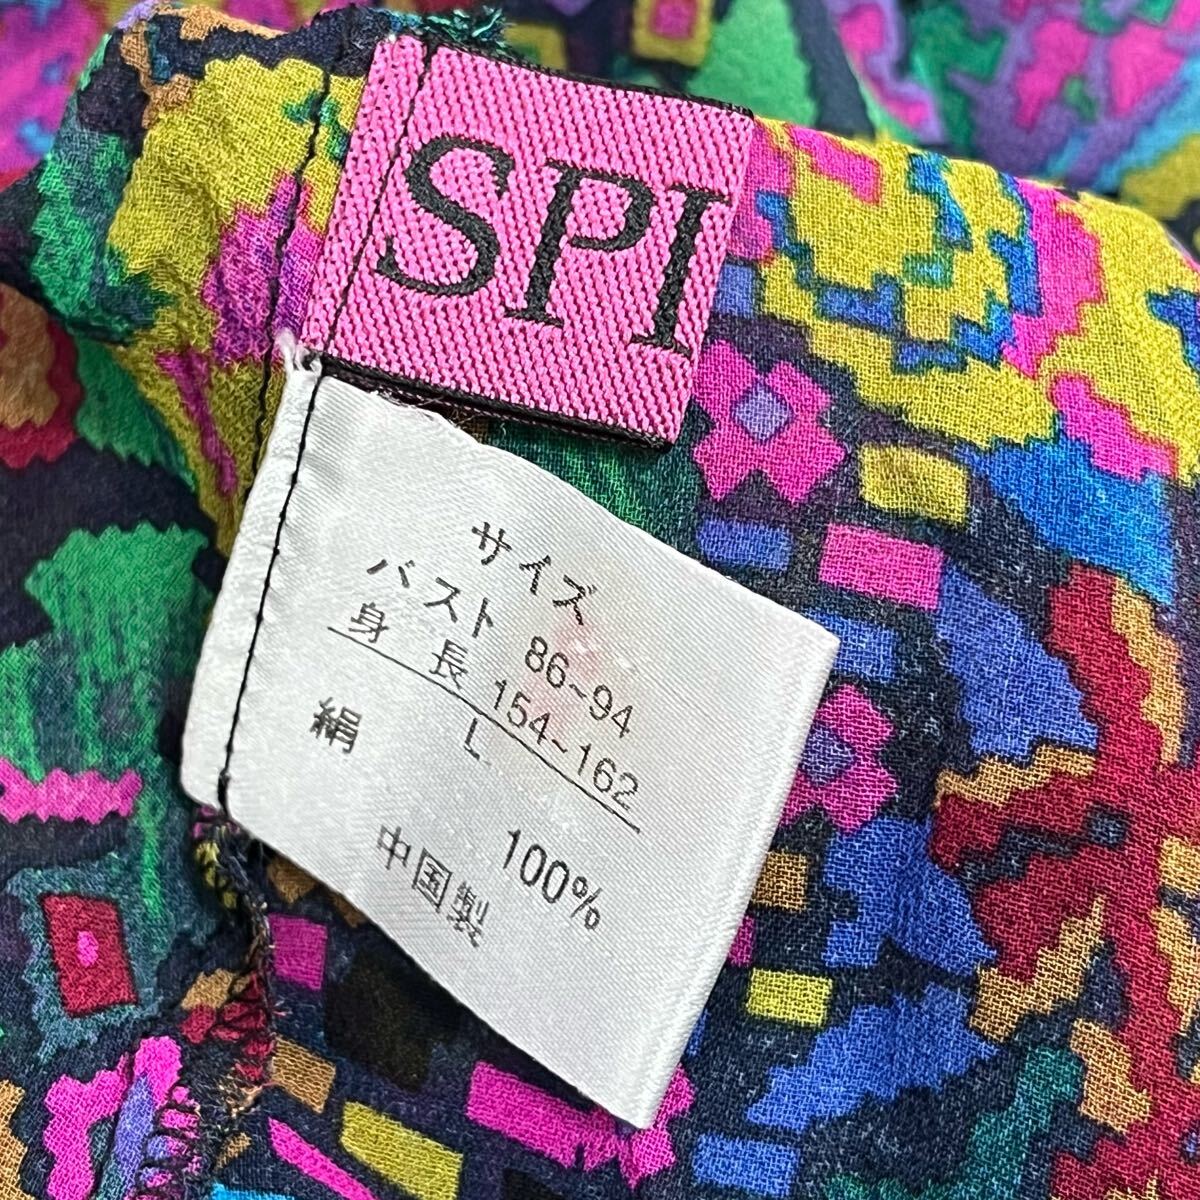 SPI
サイズ
バスト 86~94
身長 154~162
L
絹 100%
中国製